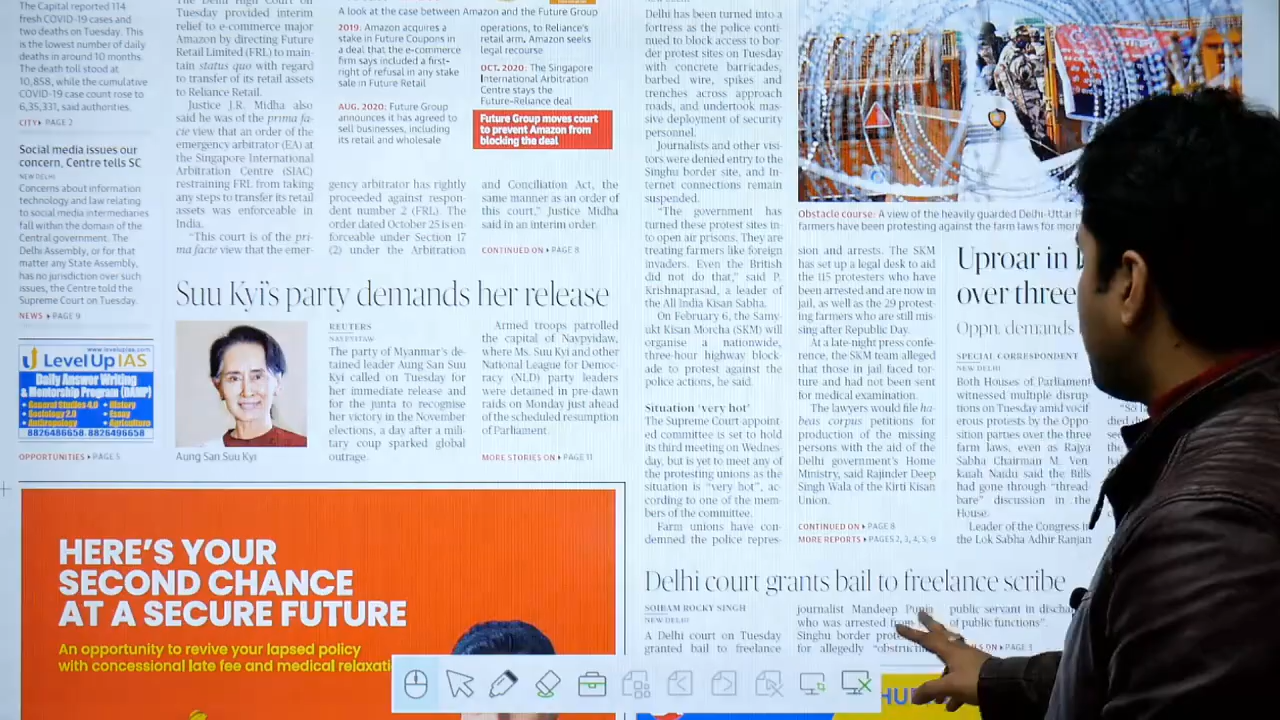 The Capital reported 114
fresh COVID-19 cases and
two deaths on Tuesday. This
is the lowest number of daily
deaths in around 10 months.
The death toll stood at
10,858, while the cumulative
COVID-19 case count rose to
6,35,331, said authorities.
CITY ▸ PAGE 2
Social media issues our
concern, Centre tells SC
NEW DELHI
Concerns about information
technology and law relating
to social media intermediaries
fall within the domain of the
Central government. The
Delhi Assembly, or for that
matter any State Assembly,
has no jurisdiction over such
issues, the Centre told the
Supreme Court on Tuesday.
NEWS ▸ PAGE 9
www.levelupias.com
Level Up IAS
Daily Answer Writing
& Mentorship Program (DAMP)
• General Studies 4.0 • History
• Sociology 2.0 • Essay
• Anthropology • Agriculture
8826486658, 8826496658
OPPORTUNITIES ▸ PAGE 5
The Delhi High Court on
Tuesday provided interim
relief to e-commerce major
Amazon by directing Future
Retail Limited (FRL) to main-
tain status quo with regard
to transfer of its retail assets
to Reliance Retail.
Justice J.R. Midha also
said he was of the prima fa-
cie view that an order of the
emergency arbitrator (EA) at
the Singapore International
Arbitration Centre (SIAC)
restraining FRL from taking
any steps to transfer its retail
assets was enforceable in
India.
"This court is of the pri-
ma facie view that the emer-
A look at the case between Amazon and the Future Group
2019: Amazon acquires a
stake in Future Coupons in
a deal that the e-commerce
firm says included a first-
right of refusal in any stake
sale in Future Retail
AUG. 2020: Future Group
announces it has agreed to
sell businesses, including
its retail and wholesale
operations, to Reliance's
retail arm. Amazon seeks
legal recourse
OCT. 2020: The Singapore
International Arbitration
Centre stays the
Future-Reliance deal
Future Group moves court
to prevent Amazon from
blocking the deal
gency arbitrator has rightly
proceeded against respon-
dent number 2 (FRL). The
order dated October 25 is en-
forceable under Section 17
(2) under the Arbitration
and Conciliation Act, the
same manner as an order of
this court," Justice Midha
said in an interim order.
CONTINUED ON ▸ PAGE 8
Suu Kyi's party demands her release
Aung San Suu Kyi
REUTERS
NAYPYIDAW
The party of Myanmar's de-
tained leader Aung San Suu
Kyi called on Tuesday for
her immediate release and
for the junta to recognise
her victory in the November
elections, a day after a mili-
tary coup sparked global
outrage.
Armed troops patrolled
the capital of Naypyidaw,
where Ms. Suu Kyi and other
National League for Democ-
racy (NLD) party leaders
were detained in pre-dawn
raids on Monday just ahead
of the scheduled resumption
of Parliament.
MORE STORIES ON ▸ PAGE 11
HERE'S YOUR
SECOND CHANCE
AT A SECURE FUTURE
An opportunity to revive your lapsed policy
with concessional late fee and medical relaxati
Delhi has been turned into a
fortress as the police conti-
nued to block access to bor-
der protest sites on Tuesday
with concrete barricades,
barbed wire, spikes and
trenches across approach
roads, and undertook mas-
sive deployment of security
personnel.
Journalists and other visi-
tors were denied entry to the
Singhu border site, and In-
ternet connections remain
suspended.
"The government has
turned these protest sites in-
to open air prisons. They are
treating farmers like foreign
invaders. Even the British
did not do that," said P.
Krishnaprasad, a leader of
the All India Kisan Sabha.
On February 6, the Samy-
ukt Kisan Morcha (SKM) will
organise a nationwide,
three-hour highway block-
ade to protest against the
police actions, he said.
Situation 'very hot'
The Supreme Court appoint-
ed committee is set to hold
its third meeting on Wednes-
day, but is yet to meet any of
the protesting unions as the
situation is "very hot", ac-
cording to one of the mem-
bers of the committee.
Farm unions have con-
demned the police repres-
Obstacle course: A view of the heavily guarded Delhi-Uttar P
farmers have been protesting against the farm laws for more
sion and arrests. The SKM
has set up a legal desk to aid
the 115 protesters who have
been arrested and are now in
jail, as well as the 29 protest-
ing farmers who are still mis-
sing after Republic Day.
At a late-night press confe-
rence, the SKM team alleged
that those in jail faced tor-
ture and had not been sent
for medical examination.
The lawyers would file ha-
beas corpus petitions for
production of the missing
persons with the aid of the
Delhi government's Home
Ministry, said Rajinder Deep
Singh Wala of the Kirti Kisan
Union.
CONTINUED ON ▸ PAGE 8
MORE REPORTS ▸ PAGES 2, 3, 4, 5, 9
Uproar in
over three
Oppn. demands
SPECIAL CORRESPONDENT
NEW DELHI
Both Houses of Parliament
witnessed multiple disrup-
tions on Tuesday amid vocif
erous protests by the Oppo-
sition parties over the three
farm laws, even as Rajya
Sabha Chairman M. Ven-
kaiah Naidu said the Bills
had gone through "thread-
bare" discussion in the
House.
Leader of the Congress in
the Lok Sabha Adhir Ranjan
Delhi court grants bail to freelance scribe
SOIBAM ROCKY SINGH
NEW DELHI
A Delhi court on Tuesday
granted bail to freelance
journalist Mandeep Punia
who was arrested from
Singhu border
for allegedly
public servant in discha
of public functions".
PAGE 3